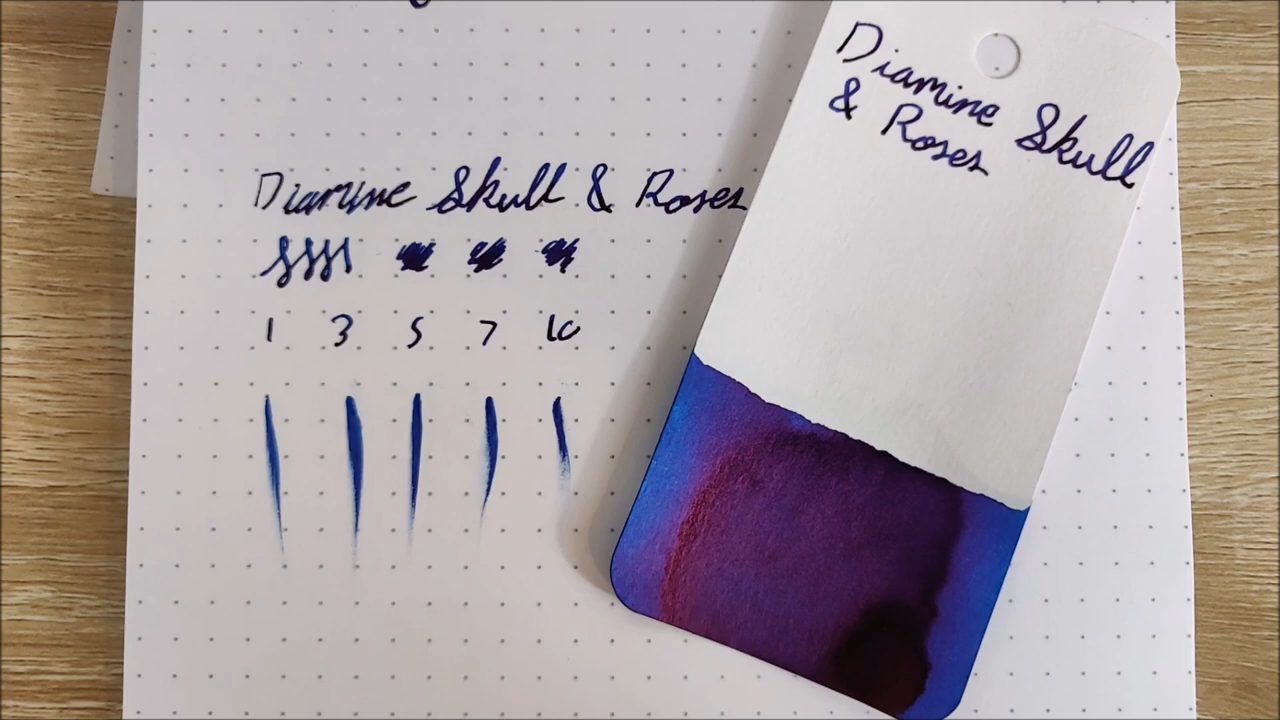 Diamine Skull & Roses
1 3 5 7 10
Diamine Skull
& Roses